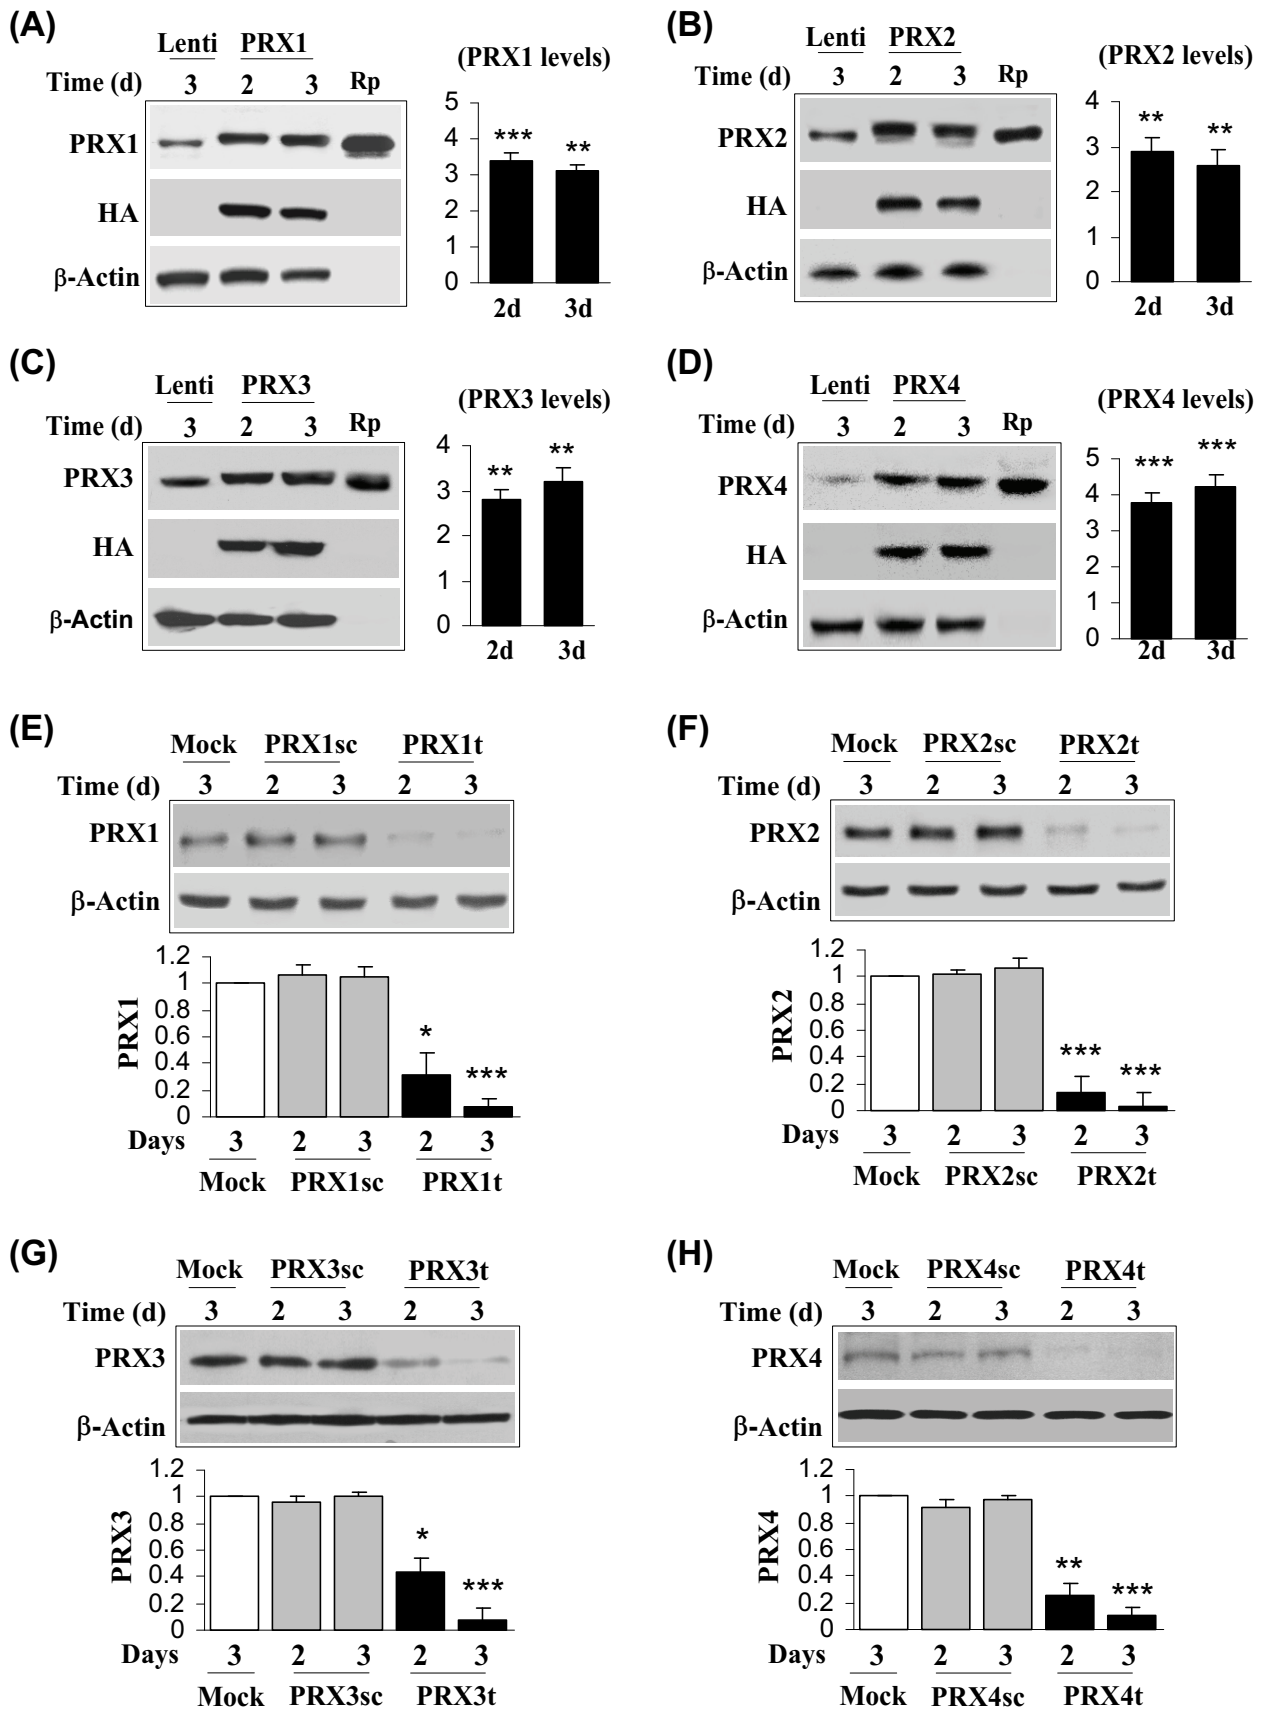 (A)
Lenti PRX1
Time (d) 3 2 3 Rp
PRX1
HA
β-Actin
(PRX1 levels)
5
4
3
2
1
0
*** **
2d 3d
(B)
Lenti PRX2
Time (d) 3 2 3 Rp
PRX2
HA
β-Actin
(PRX2 levels)
4
3
2
1
0
** **
2d 3d
(C)
Lenti PRX3
Time (d) 3 2 3 Rp
PRX3
HA
β-Actin
(PRX3 levels)
4
3
2
1
0
** **
2d 3d
(D)
Lenti PRX4
Time (d) 3 2 3 Rp
PRX4
HA
β-Actin
(PRX4 levels)
5
4
3
2
1
0
*** ***
2d 3d
(E)
Mock PRX1sc PRX1t
Time (d) 3 2 3 2 3
PRX1
β-Actin
PRX1
1.2
1
0.8
0.6
0.4
0.2
0
* ***
Days 3 2 3 2 3
Mock PRX1sc PRX1t
(F)
Mock PRX2sc PRX2t
Time (d) 3 2 3 2 3
PRX2
β-Actin
PRX2
1.2
1
0.8
0.6
0.4
0.2
0
*** ***
Days 3 2 3 2 3
Mock PRX2sc PRX2t
(G)
Mock PRX3sc PRX3t
Time (d) 3 2 3 2 3
PRX3
β-Actin
PRX3
1.2
1
0.8
0.6
0.4
0.2
0
* ***
Days 3 2 3 2 3
Mock PRX3sc PRX3t
(H)
Mock PRX4sc PRX4t
Time (d) 3 2 3 2 3
PRX4
β-Actin
PRX4
1.2
1
0.8
0.6
0.4
0.2
0
** ***
Days 3 2 3 2 3
Mock PRX4sc PRX4t